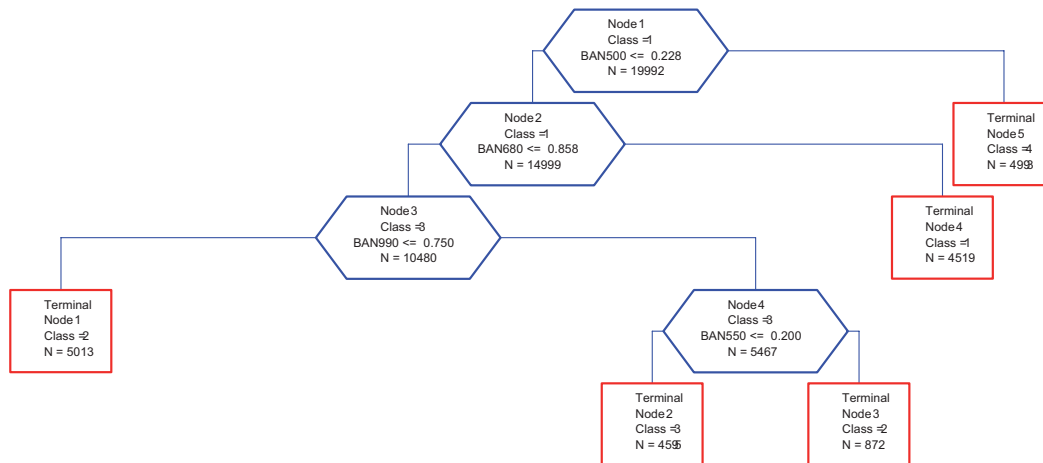 Node 1
Class = 1
BAN500 <= 0.228
N = 19992
Node 2
Class = 1
BAN680 <= 0.858
N = 14999
Terminal
Node 5
Class = 4
N = 4993
Node 3
Class = 3
BAN990 <= 0.750
N = 10480
Terminal
Node 4
Class = 1
N = 4519
Terminal
Node 1
Class = 2
N = 5013
Node 4
Class = 3
BAN550 <= 0.200
N = 5467
Terminal
Node 2
Class = 3
N = 4595
Terminal
Node 3
Class = 2
N = 872